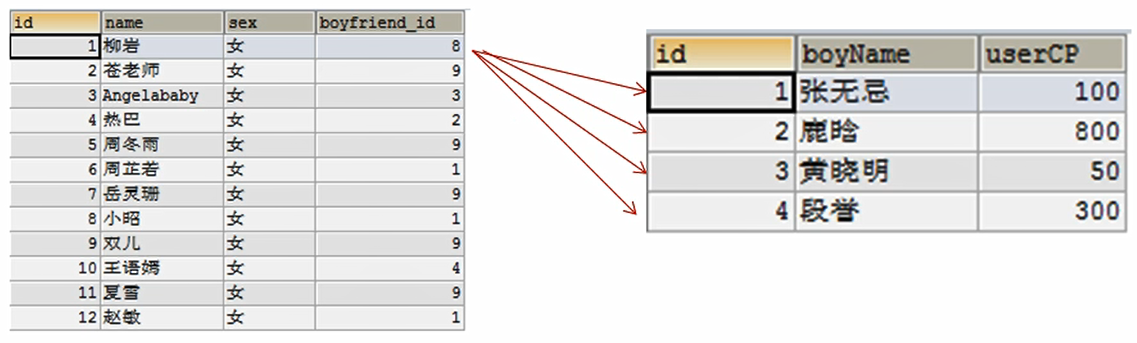 id name sex boyfriend_id
1 柳岩 女 8
2 苍老师 女 9
3 Angelababy 女 3
4 热巴 女 2
5 周冬雨 女 9
6 周芷若 女 1
7 岳灵珊 女 9
8 小昭 女 1
9 双儿 女 9
10 王语嫣 女 4
11 夏雪 女 9
12 赵敏 女 1
id boyName userCP
1 张无忌 100
2 鹿晗 800
3 黄晓明 50
4 段誉 300